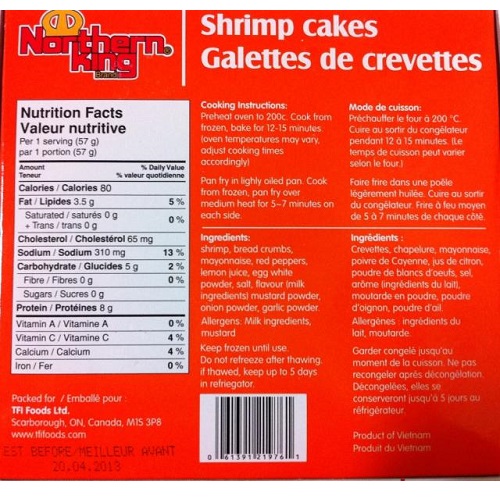 Northern King
Brand
Shrimp cakes
Galettes de crevettes
Nutrition Facts
Valeur nutritive
Per 1 serving (57 g)
par 1 portion (57 g)
Amount % Daily Value
Teneur % valeur quotidienne
Calories / Calories 80
Fat / Lipides 3.5 g 5 %
Saturated / saturés 0 g
+ Trans / trans 0 g 0 %
Cholesterol / Cholestérol 65 mg
Sodium / Sodium 310 mg 13 %
Carbohydrate / Glucides 5 g 2 %
Fibre / Fibres 0 g 0 %
Sugars / Sucres 0 g
Protein / Protéines 8 g
Vitamin A / Vitamine A 0 %
Vitamin C / Vitamine C 4 %
Calcium / Calcium 4 %
Iron / Fer 0 %
Packed for / Emballé pour :
TFI Foods Ltd.
Scarborough, ON, Canada, M1S 3P8
www.tfifoods.com
EST BEFORE/MEILLEUR AVANT
20.04.2013
Cooking Instructions:
Preheat oven to 200c. Cook from
frozen, bake for 12-15 minutes
(oven temperatures may vary,
adjust cooking times
accordingly)
Pan fry in lighly oiled pan. Cook
from frozen, pan fry over
medium heat for 5~7 minutes on
each side.
Ingredients:
shrimp, bread crumbs,
mayonnaise, red peppers,
lemon juice, egg white
powder, salt, flavour (milk
ingredients) mustard powder,
onion powder, garlic powder.
Allergens: Milk ingredients,
mustard
Keep frozen until use.
Do not refreeze after thawing.
if thawed, keep up to 5 days
in refriegator.
0 61391 21976 1
Mode de cuisson:
Préchauffer le four à 200 °C.
Cuire au sortir du congélateur
pendant 12 à 15 minutes. (Le
temps de cuisson peut varier
selon le four.)
Faire frire dans une poêle
légèrement huilée. Cuire au sortir
du congélateur. Frire à feu moyen
de 5 à 7 minutes de chaque côté.
Ingrédients :
Crevettes, chapelure, mayonnaise,
poivre de Cayenne, jus de citron,
poudre de blancs d'oeufs, sel,
arôme (ingrédients du lait),
moutarde en poudre, poudre
d'oignon, poudre d'ail.
Allergènes : ingrédients du
lait, moutarde.
Garder congelé jusqu'au
moment de la cuisson. Ne pas
recongeler après décongélation.
Décongelées, elles se
conserveront jusqu'à 5 jours au
réfrigérateur.
Product of Vietnam
Produit du Vietnam